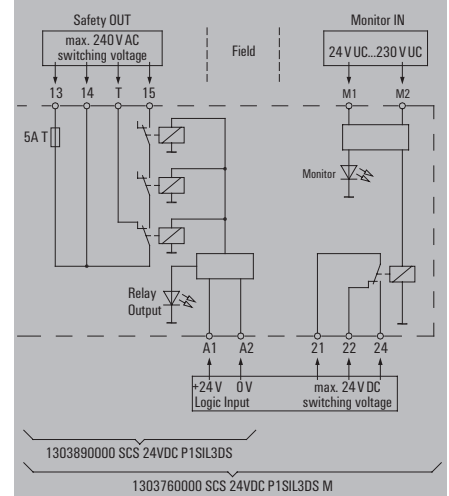 Safety OUT
Monitor IN
max. 240 V AC
switching voltage
Field
24 V UC...230 V UC
13 14 T 15
M1 M2
5A T
Monitor
Relay
Output
A1 A2 21 22 24
+24 V 0 V
Logic Input
max. 24 V DC
switching voltage
1303890000 SCS 24VDC P1SIL3DS
1303760000 SCS 24VDC P1SIL3DS M